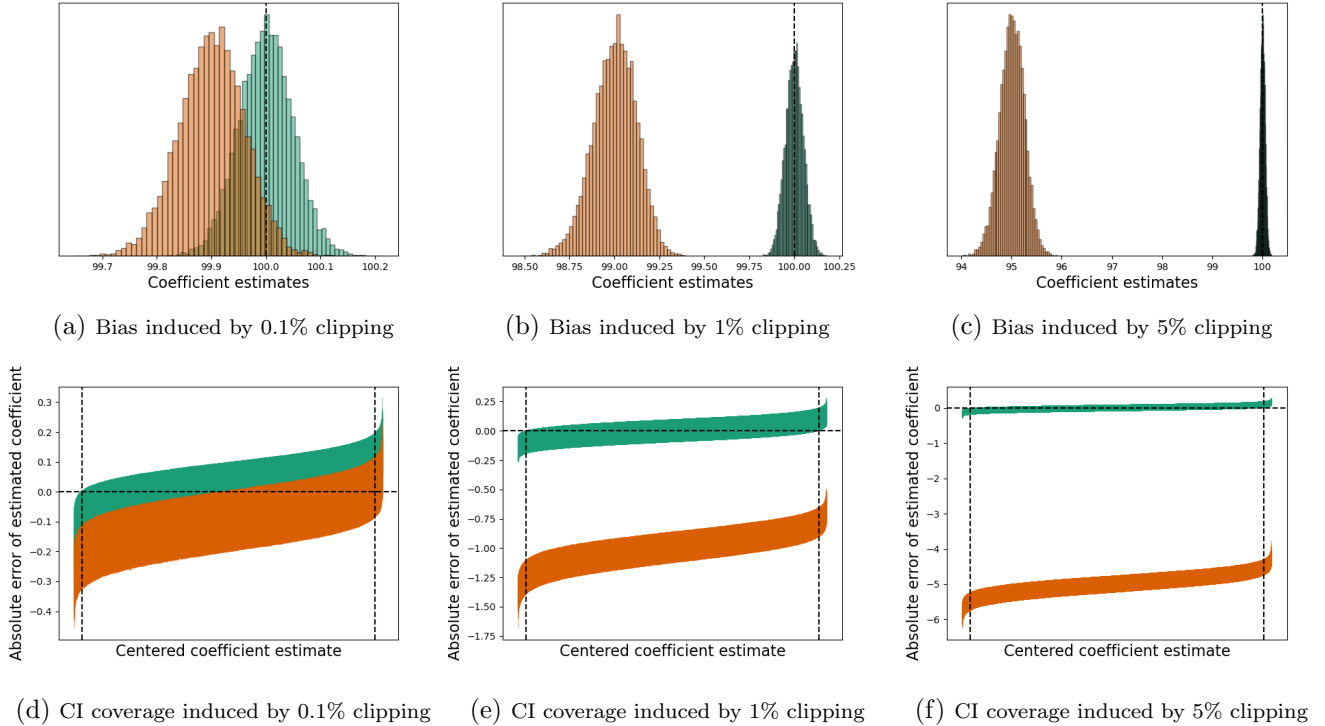 99.7 99.8 99.9 100.0 100.1 100.2
Coefficient estimates
(a) Bias induced by 0.1% clipping
98.50 98.75 99.00 99.25 99.50 99.75 100.00 100.25
Coefficient estimates
(b) Bias induced by 1% clipping
94 95 96 97 98 99 100
Coefficient estimates
(c) Bias induced by 5% clipping
Absolute error of estimated coefficient
0.3
0.2
0.1
0.0
−0.1
−0.2
−0.3
−0.4
Centered coefficient estimate
(d) CI coverage induced by 0.1% clipping
Absolute error of estimated coefficient
0.25
0.00
−0.25
−0.50
−0.75
−1.00
−1.25
−1.50
−1.75
Centered coefficient estimate
(e) CI coverage induced by 1% clipping
Absolute error of estimated coefficient
0
−1
−2
−3
−4
−5
−6
Centered coefficient estimate
(f) CI coverage induced by 5% clipping